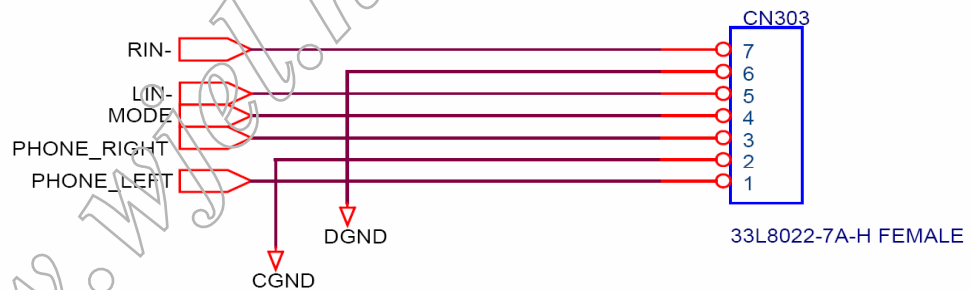 CN303
RIN- 7
6
LIN- 5
MODE 4
PHONE_RIGHT 3
2
PHONE_LEFT 1
DGND
33L8022-7A-H FEMALE
CGND